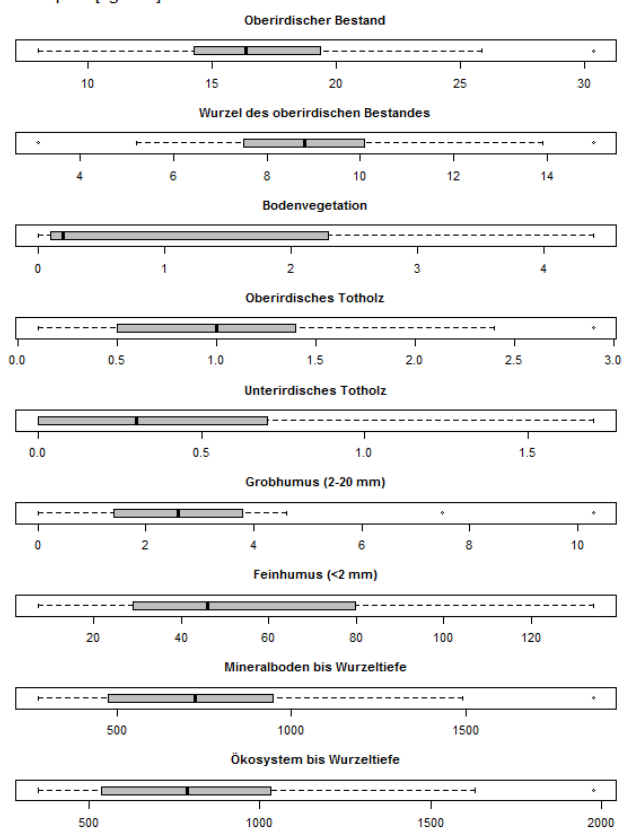 Oberirdischer Bestand
10 15 20 25 30
Wurzel des oberirdischen Bestandes
4 6 8 10 12 14
Bodenvegetation
0 1 2 3 4
Oberirdisches Totholz
0.0 0.5 1.0 1.5 2.0 2.5 3.0
Unterirdisches Totholz
0.0 0.5 1.0 1.5
Grobhumus (2-20 mm)
0 2 4 6 8 10
Feinhumus (<2 mm)
20 40 60 80 100 120
Mineralboden bis Wurzeltiefe
500 1000 1500
Ökosystem bis Wurzeltiefe
500 1000 1500 2000